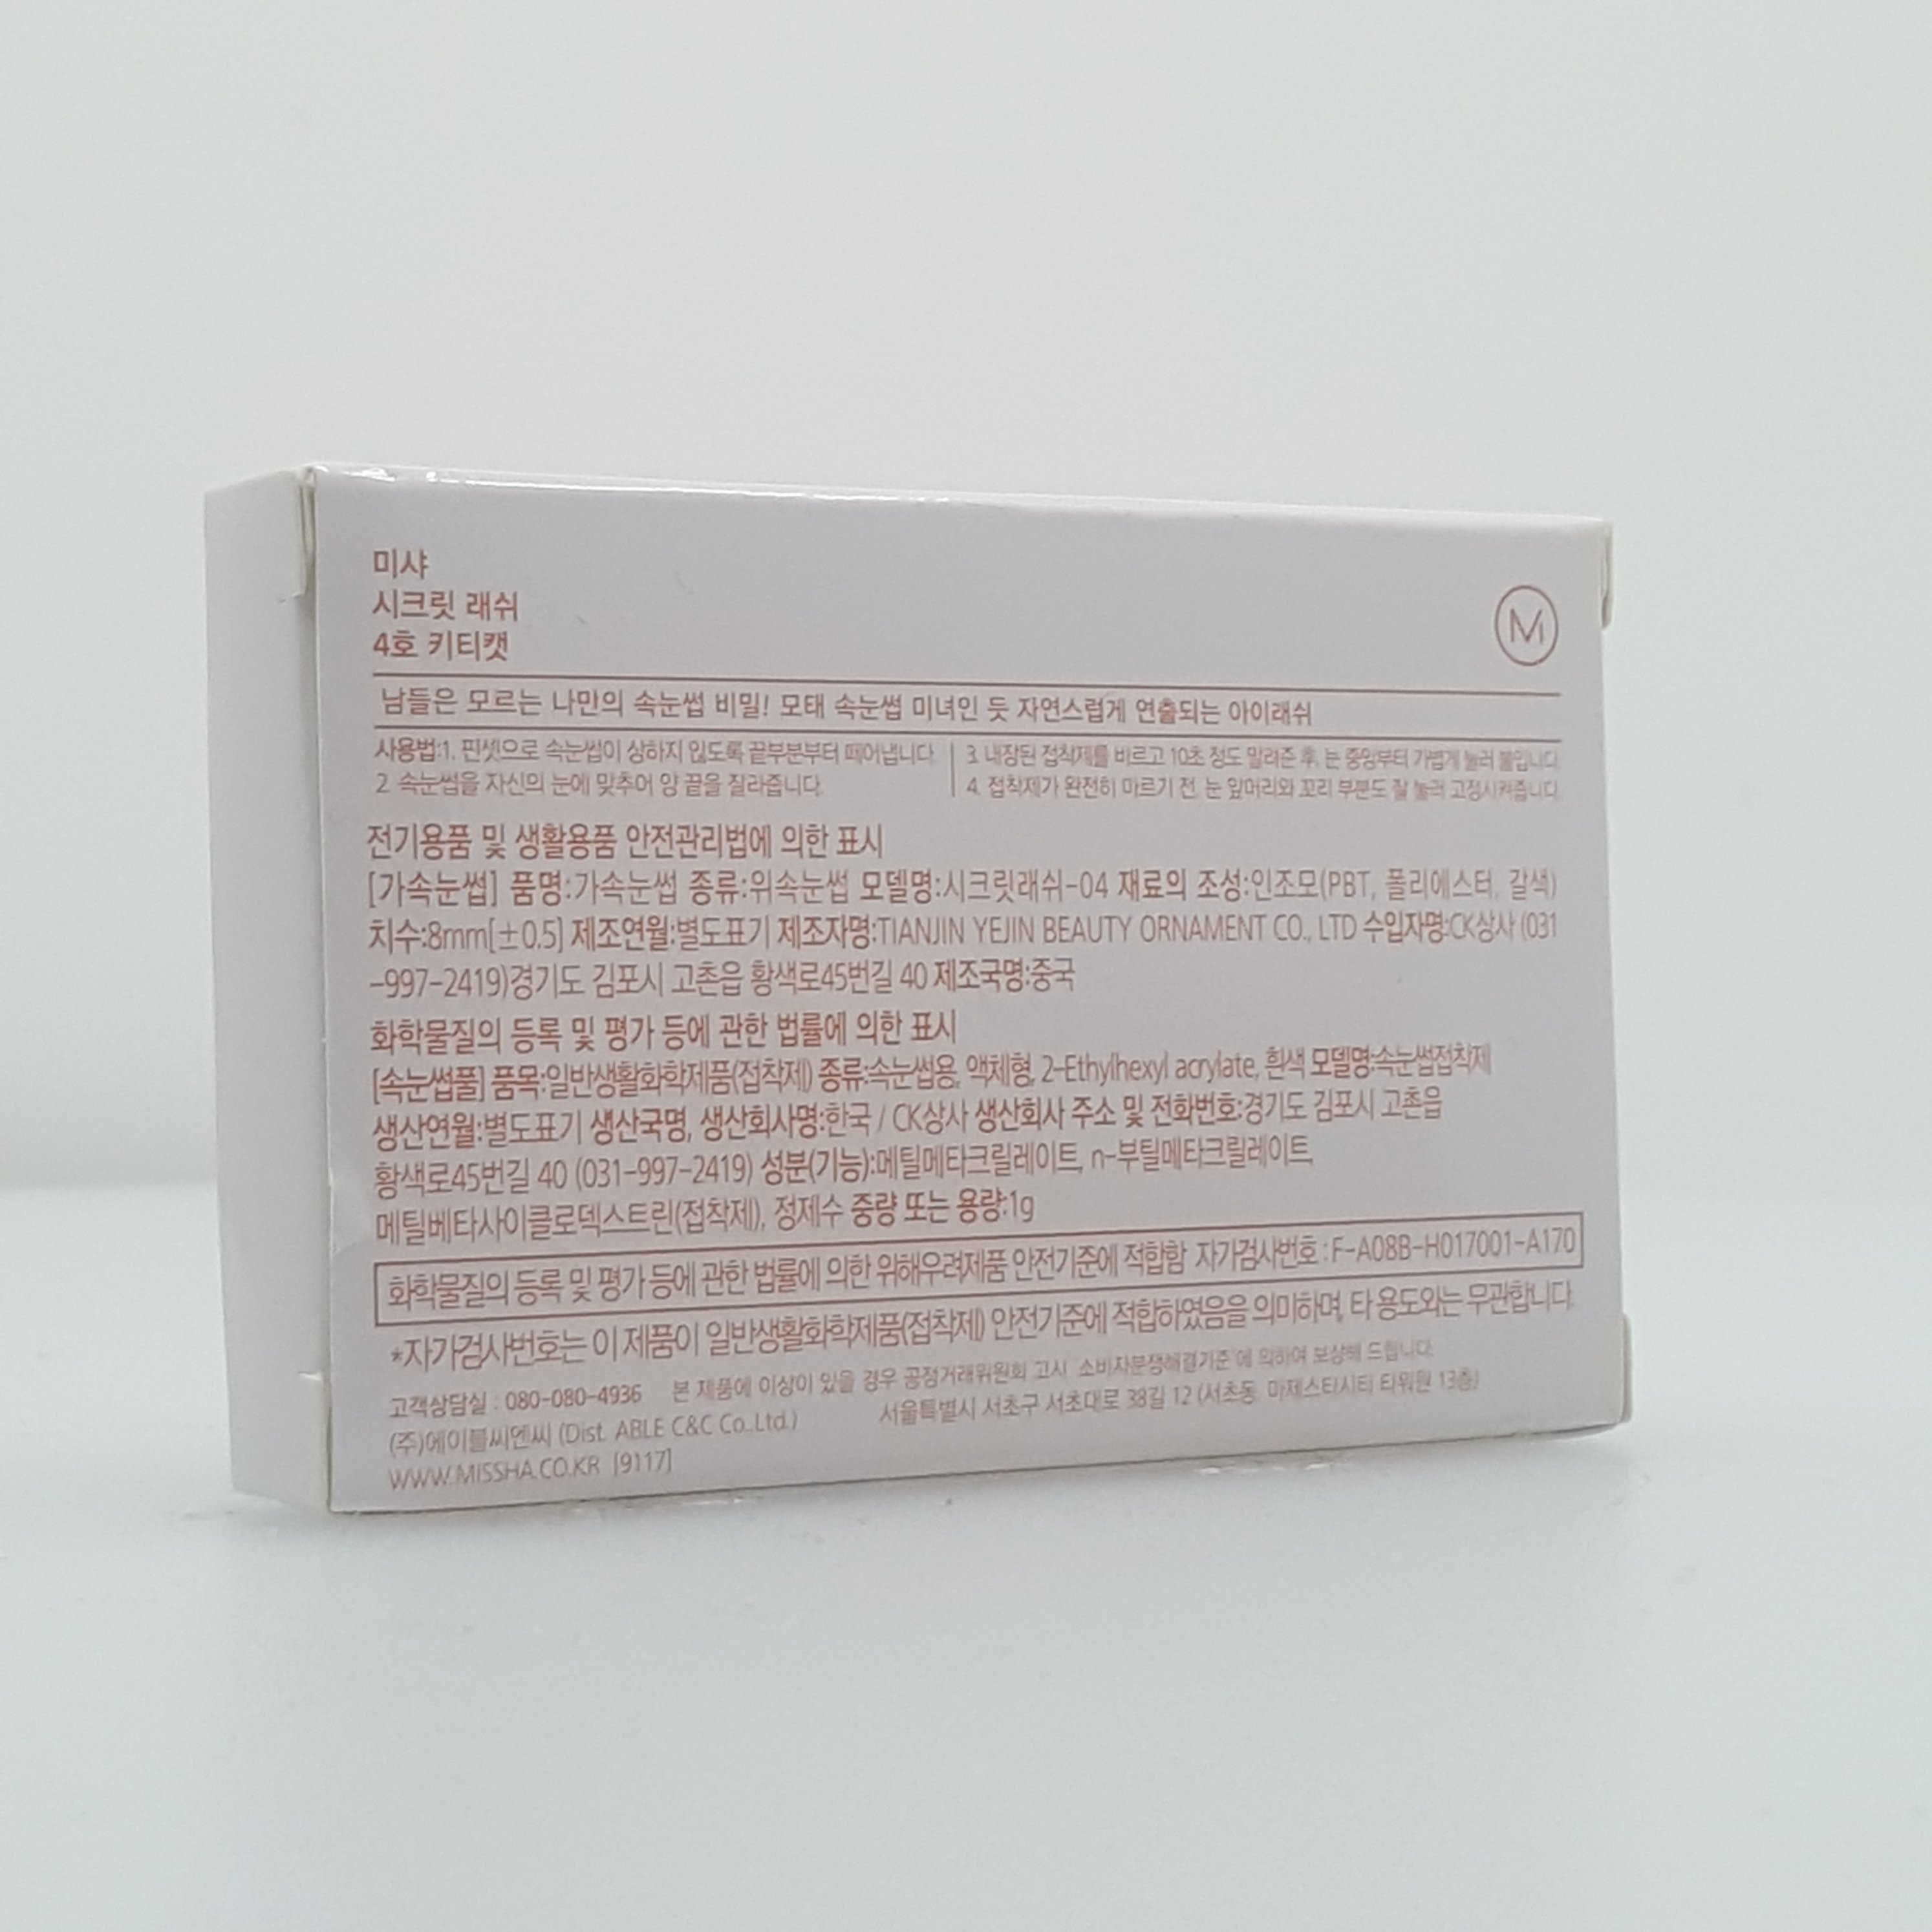 미샤
시크릿 래쉬
4호 키티캣
M
남들은 모르는 나만의 속눈썹 비밀! 모태 속눈썹 미녀인 듯 자연스럽게 연출되는 아이래쉬
사용법:1. 핀셋으로 속눈썹이 상하지 않도록 끝부분부터 떼어냅니다.
2. 속눈썹을 자신의 눈에 맞추어 양 끝을 잘라줍니다.
3. 내장된 접착제를 바르고 10초 정도 말려준 후, 눈 중앙부터 가볍게 눌러 붙입니다.
4. 접착제가 완전히 마르기 전, 눈 앞머리와 꼬리 부분도 잘 눌러 고정시켜줍니다.
전기용품 및 생활용품 안전관리법에 의한 표시
[가속눈썹] 품명:가속눈썹 종류:위속눈썹 모델명:시크릿래쉬-04 재료의 조성:인조모(PBT, 폴리에스터, 갈색)
치수:8mm[±0.5] 제조연월:별도표기 제조자명:TIANJIN YEJIN BEAUTY ORNAMENT CO., LTD 수입자명:CK상사 (031
-997-2419)경기도 김포시 고촌읍 황색로45번길 40 제조국명:중국
화학물질의 등록 및 평가 등에 관한 법률에 의한 표시
[속눈썹풀] 품목:일반생활화학제품(접착제) 종류:속눈썹용, 액체형, 2-Ethylhexyl acrylate, 흰색 모델명:속눈썹접착제
생산연월:별도표기 생산국명, 생산회사명:한국 / CK상사 생산회사 주소 및 전화번호:경기도 김포시 고촌읍
황색로45번길 40 (031-997-2419) 성분(기능):메틸메타크릴레이트, n-부틸메타크릴레이트,
메틸베타사이클로덱스트린(접착제), 정제수 중량 또는 용량:1g
화학물질의 등록 및 평가 등에 관한 법률에 의한 위해우려제품 안전기준에 적합함 자가검사번호 : F-A08B-H017001-A170
*자가검사번호는 이 제품이 일반생활화학제품(접착제) 안전기준에 적합하였음을 의미하며, 타 용도와는 무관합니다.
고객상담실 : 080-080-4936 본 제품에 이상이 있을 경우 공정거래위원회 고시 '소비자분쟁해결기준'에 의하여 보상해 드립니다.
(주)에이블씨엔씨 (Dist. ABLE C&C Co.,Ltd.) 서울특별시 서초구 서초대로 38길 12 (서초동, 마제스타시티 타워원 13층)
WWW.MISSHA.CO.KR [9117]